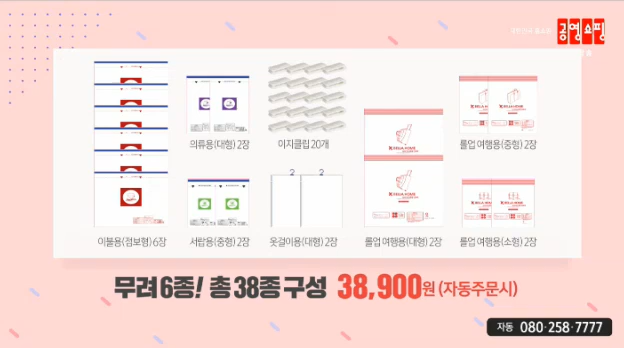 공영쇼핑
의류용(대형) 2장
이지클립 20개
롤업 여행용(중형) 2장
이불용(점보형) 6장
서랍용(중형) 2장
옷걸이용(대형) 2장
롤업 여행용(대형) 2장
롤업 여행용(소형) 2장
무려 6종! 총 38종 구성 38,900원 (자동주문시)
자동 080·258·7777